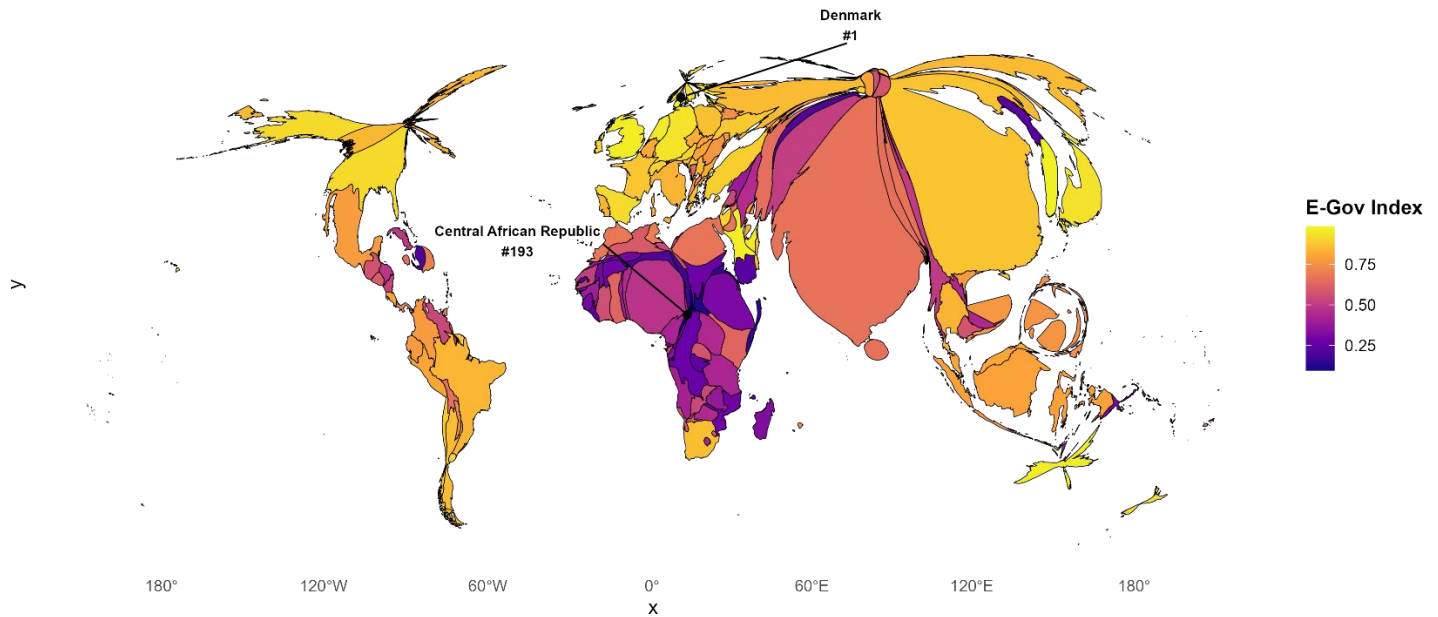 Denmark
#1
Central African Republic
#193
E-Gov Index
0.75
0.50
0.25
y
180°
120°W
60°W
0°
60°E
120°E
180°
x